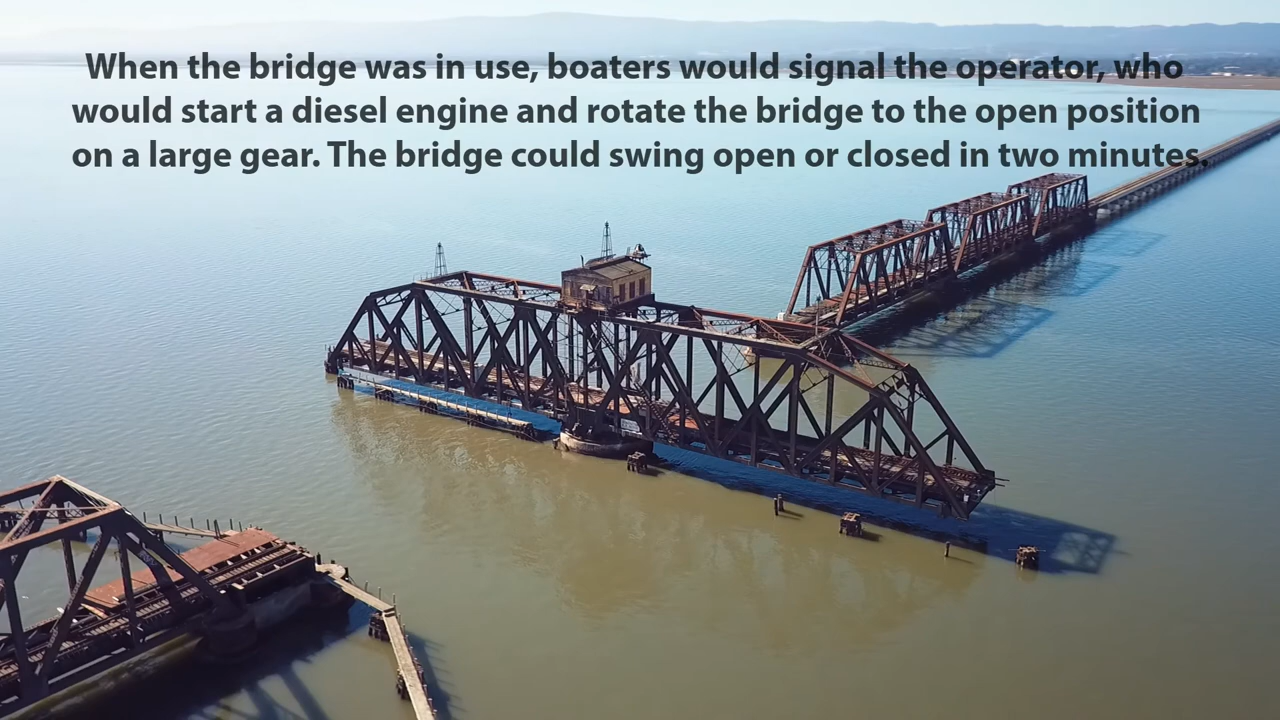 When the bridge was in use, boaters would signal the operator, who
would start a diesel engine and rotate the bridge to the open position
on a large gear. The bridge could swing open or closed in two minutes.